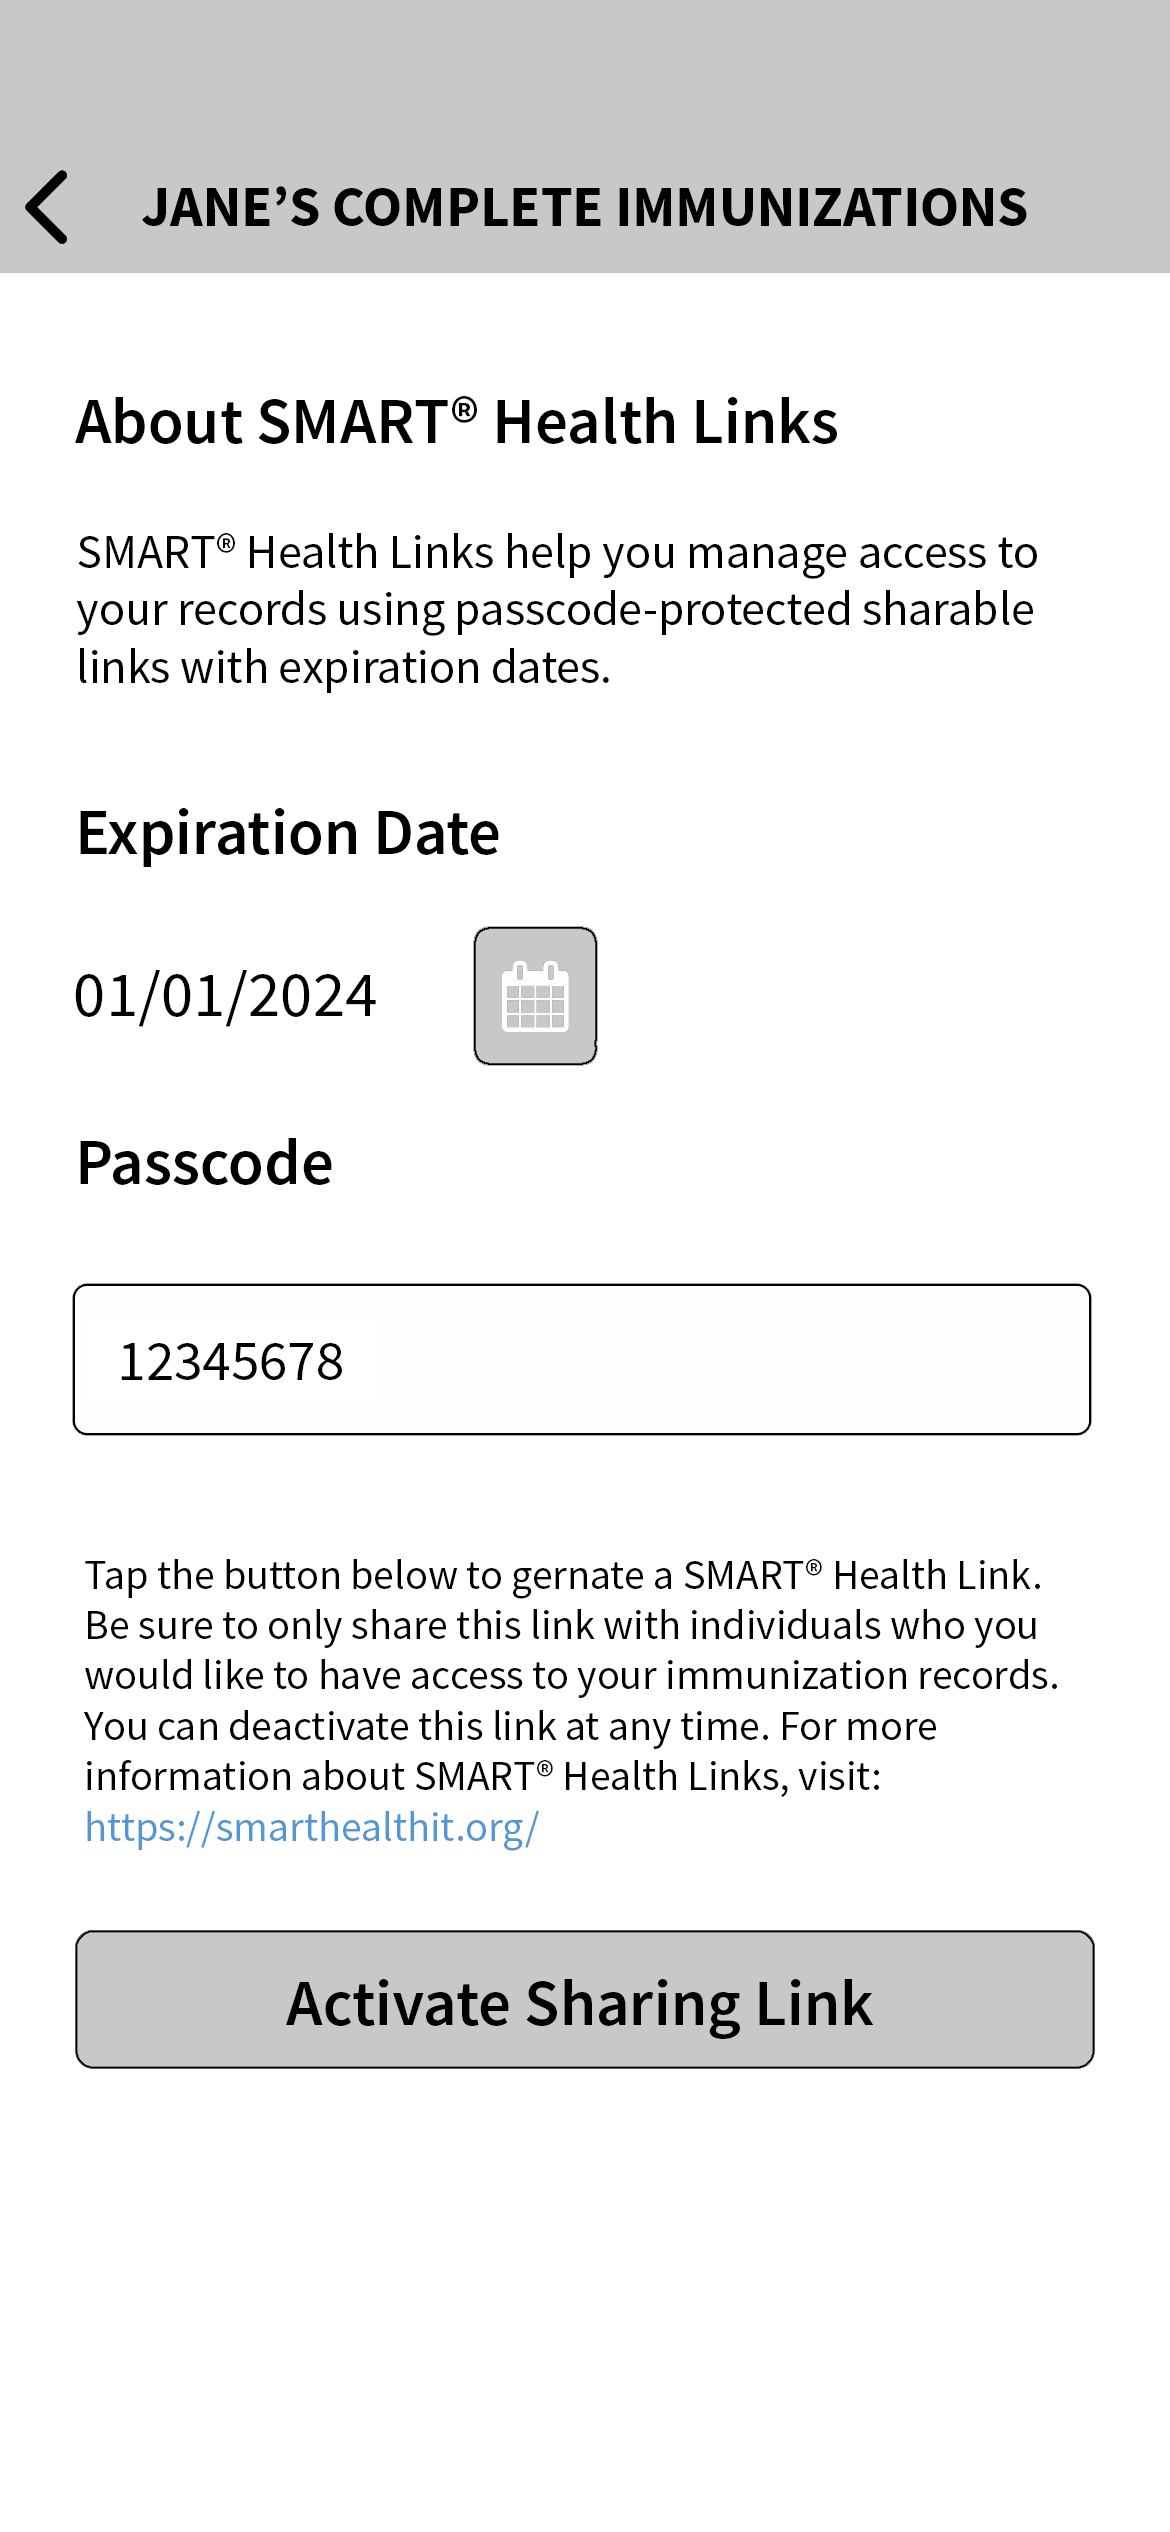 JANE’S COMPLETE IMMUNIZATIONS
About SMART® Health Links
SMART® Health Links help you manage access to
your records using passcode-protected sharable
links with expiration dates.
Expiration Date
01/01/2024
Passcode
12345678
Tap the button below to gernate a SMART® Health Link.
Be sure to only share this link with individuals who you
would like to have access to your immunization records.
You can deactivate this link at any time. For more
information about SMART® Health Links, visit:
https://smarthealthit.org/
Activate Sharing Link